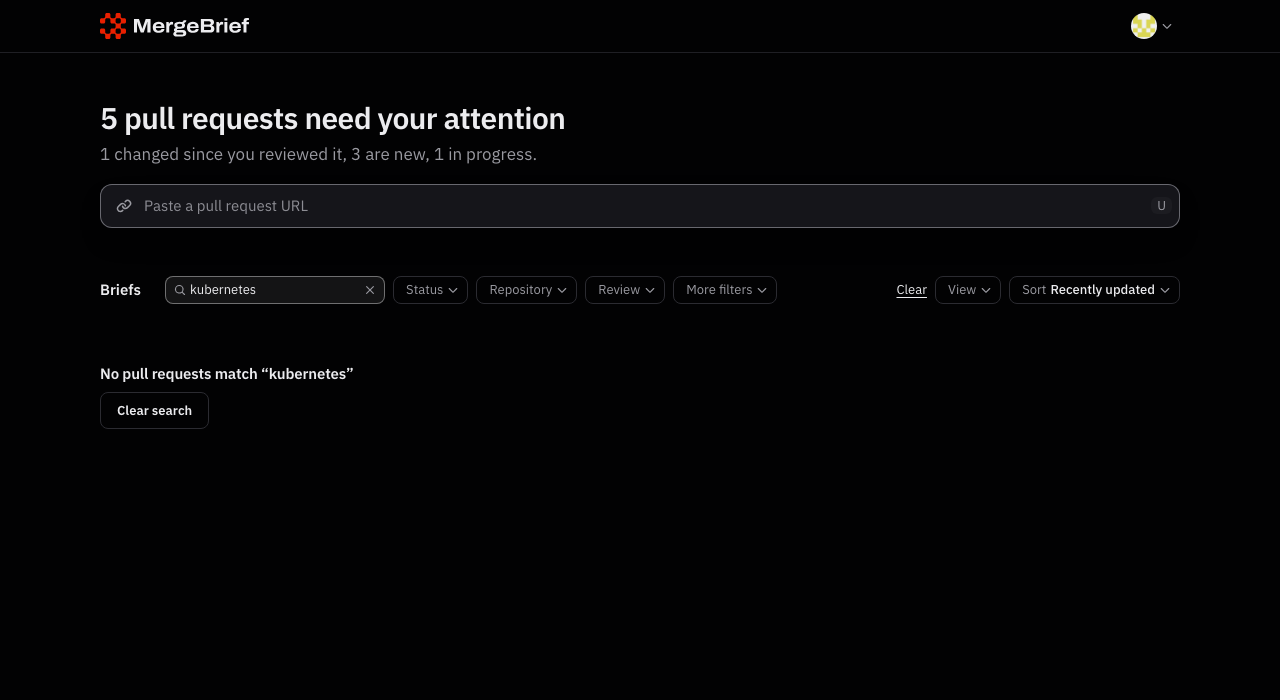 MergeBrief
5 pull requests need your attention
1 changed since you reviewed it, 3 are new, 1 in progress.
Paste a pull request URL U
Briefs kubernetes Status Repository Review More filters Clear View Sort Recently updated
No pull requests match “kubernetes”
Clear search